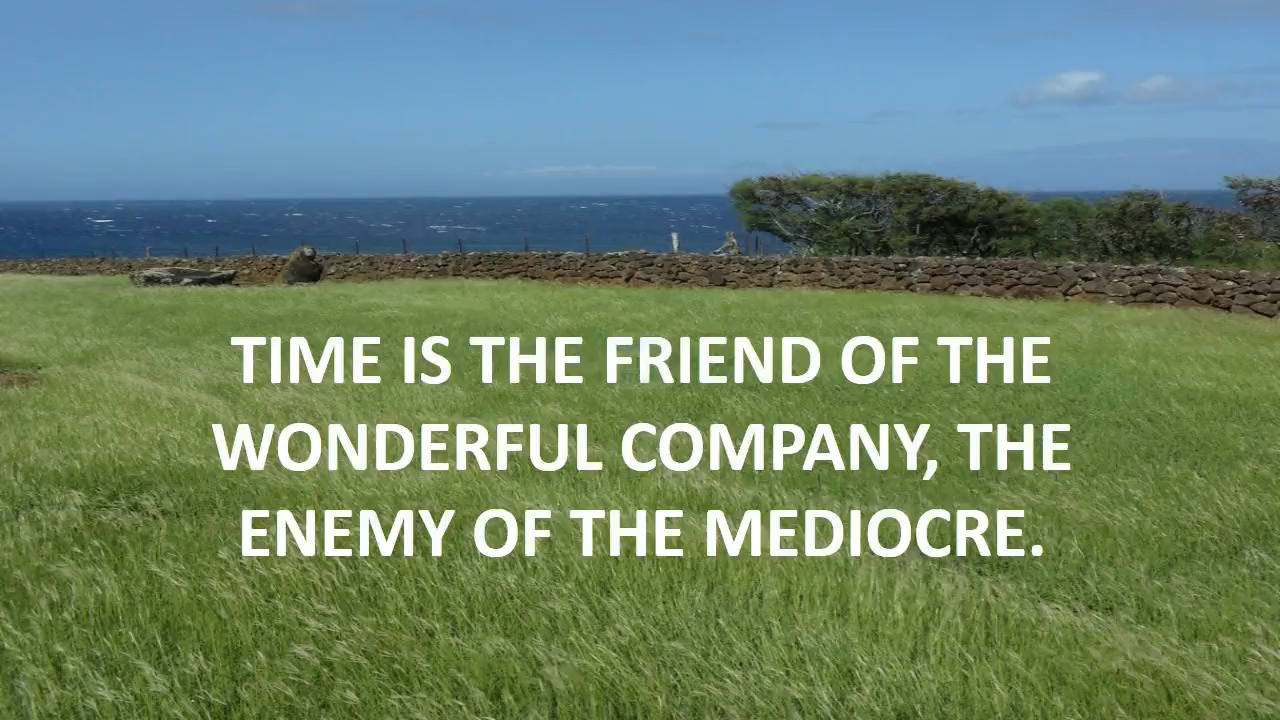 TIME IS THE FRIEND OF THE
WONDERFUL COMPANY, THE
ENEMY OF THE MEDIOCRE.